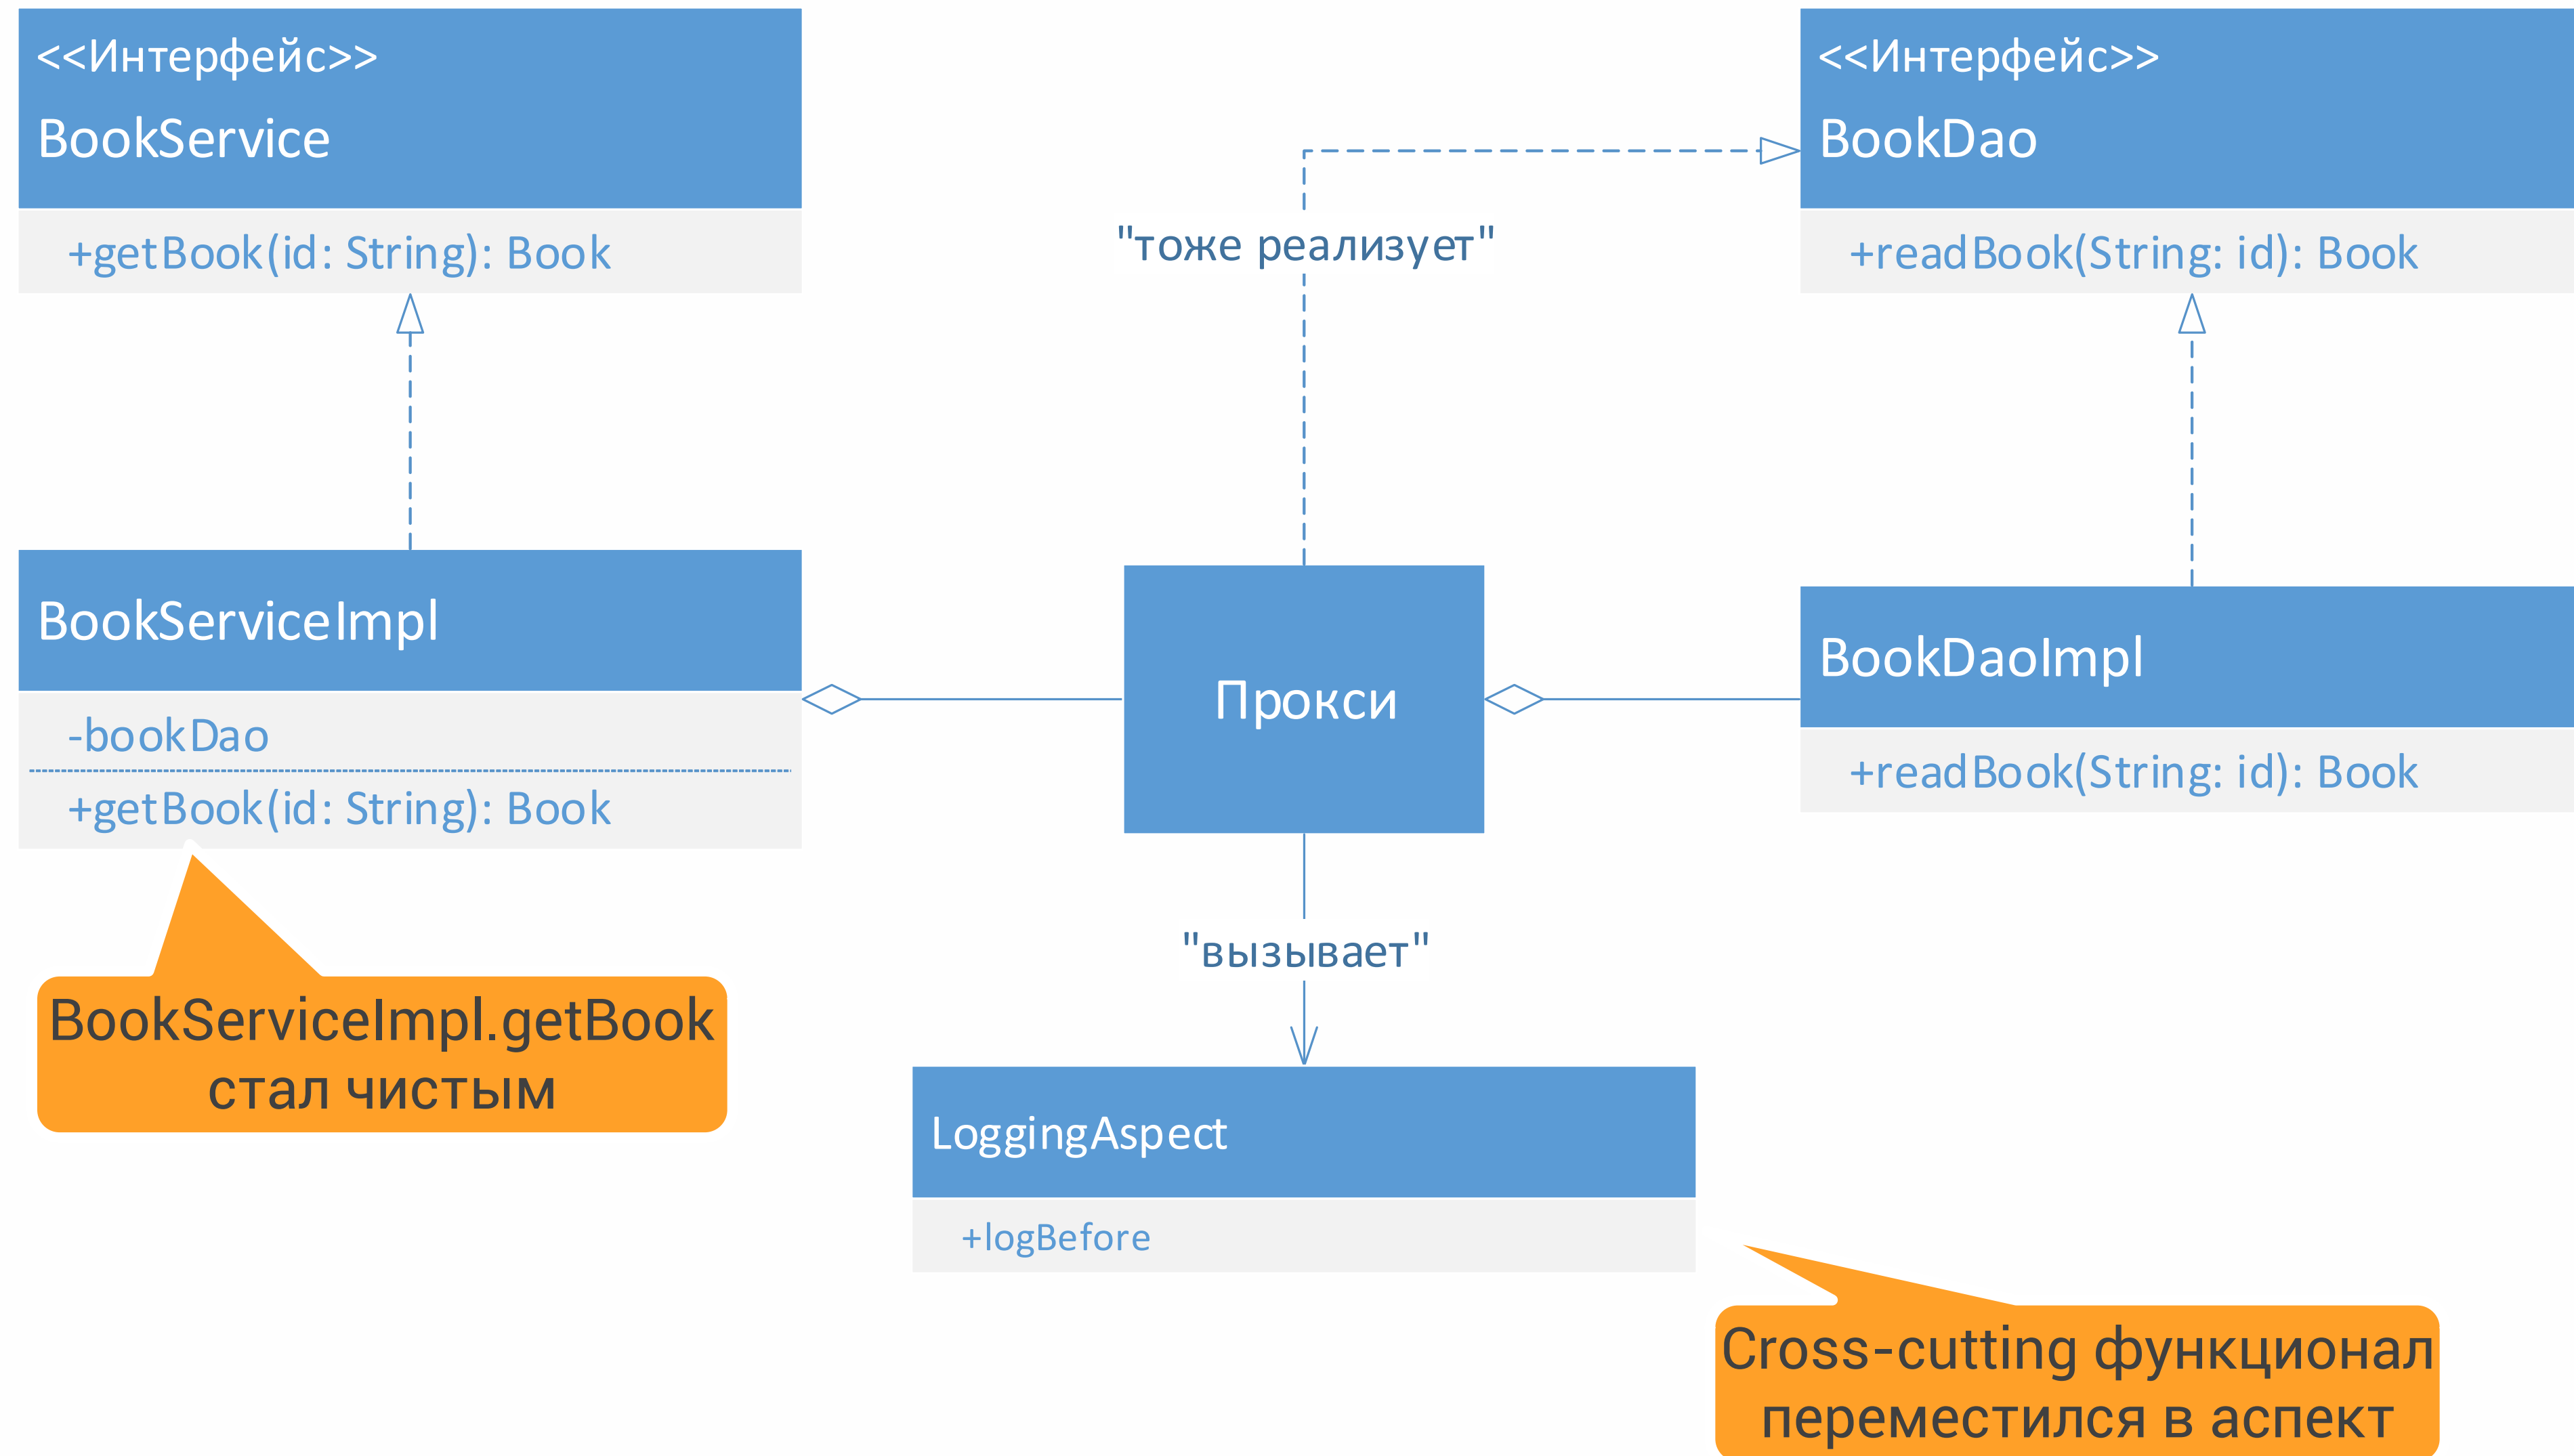 <<Интерфейс>>
BookService
+getBook(id: String): Book
<<Интерфейс>>
BookDao
+readBook(String: id): Book
"тоже реализует"
BookServiceImpl
-bookDao
+getBook(id: String): Book
Прокси
BookDaoImpl
+readBook(String: id): Book
"вызывает"
BookServiceImpl.getBook
стал чистым
LoggingAspect
+logBefore
Cross-cutting функционал
переместился в аспект